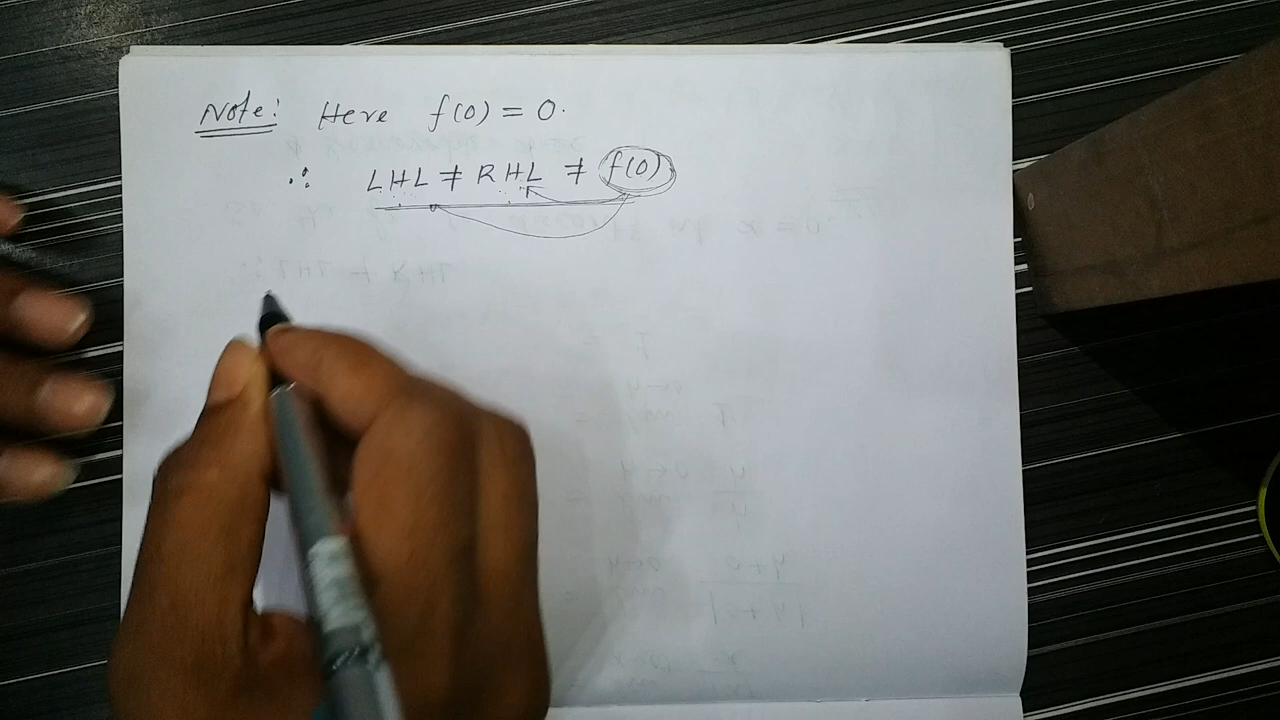 Note: Here f(0) = 0.
∴ LHL ≠ RHL ≠ f(0)